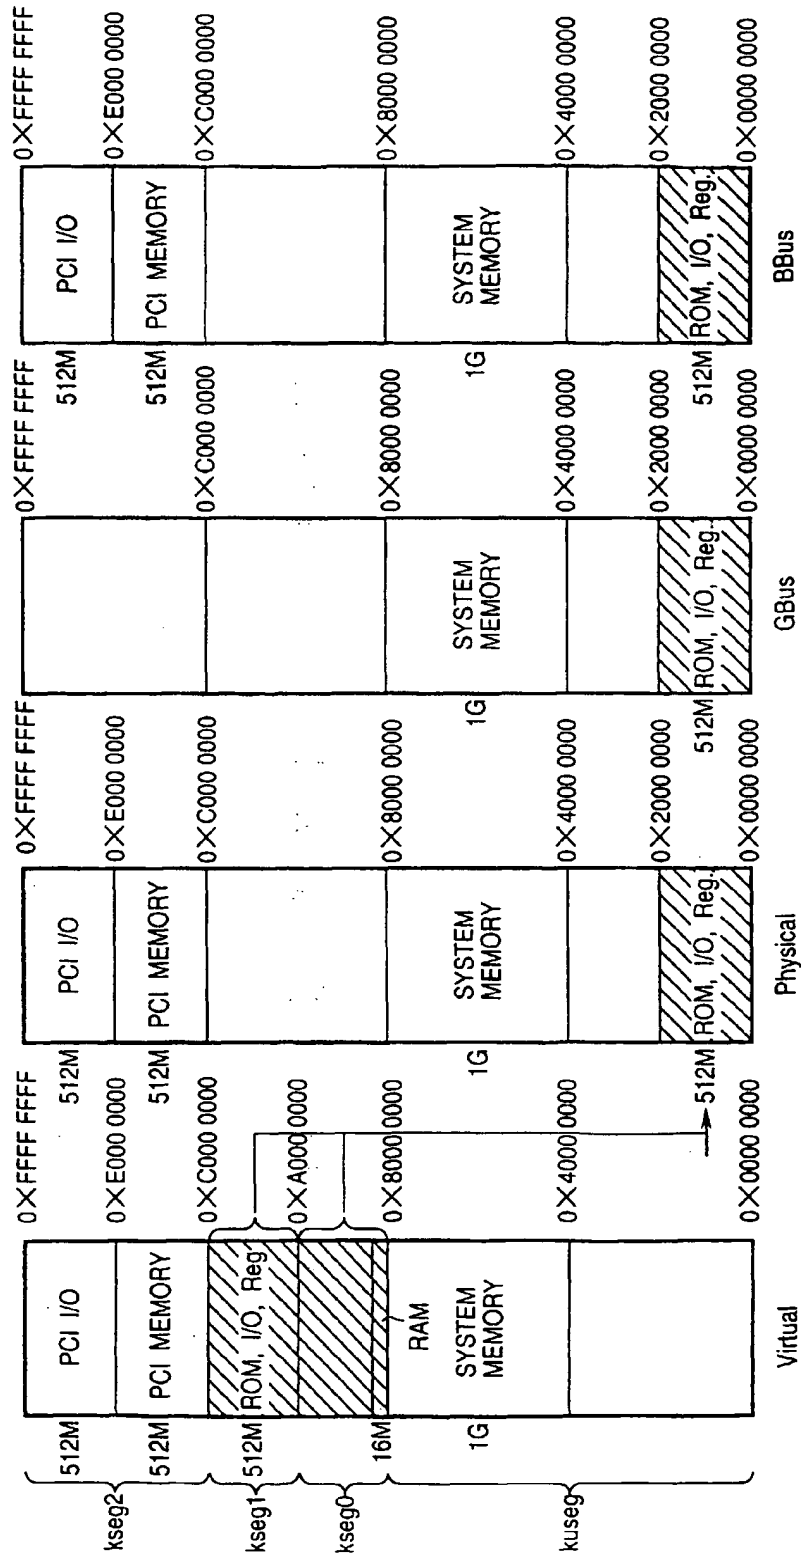 0×FFFF FFFF
0×E000 0000
0×C000 0000
0×A000 0000
0×8000 0000
0×4000 0000
0×0000 0000
PCI I/O
PCI MEMORY
ROM, I/O, Reg
RAM
SYSTEM
MEMORY
512M
512M
512M
16M
1G
kseg2
kseg1
kseg0
kuseg
Virtual
0×FFFF FFFF
0×E000 0000
0×C000 0000
0×8000 0000
0×4000 0000
0×2000 0000
0×0000 0000
PCI I/O
PCI MEMORY
SYSTEM
MEMORY
ROM, I/O, Reg.
512M
512M
1G
512M
Physical
0×FFFF FFFF
0×C000 0000
0×8000 0000
0×4000 0000
0×2000 0000
0×0000 0000
SYSTEM
MEMORY
ROM, I/O, Reg.
1G
512M
GBus
0×FFFF FFFF
0×E000 0000
0×C000 0000
0×8000 0000
0×4000 0000
0×2000 0000
0×0000 0000
PCI I/O
PCI MEMORY
SYSTEM
MEMORY
ROM, I/O, Reg.
512M
512M
1G
512M
BBus